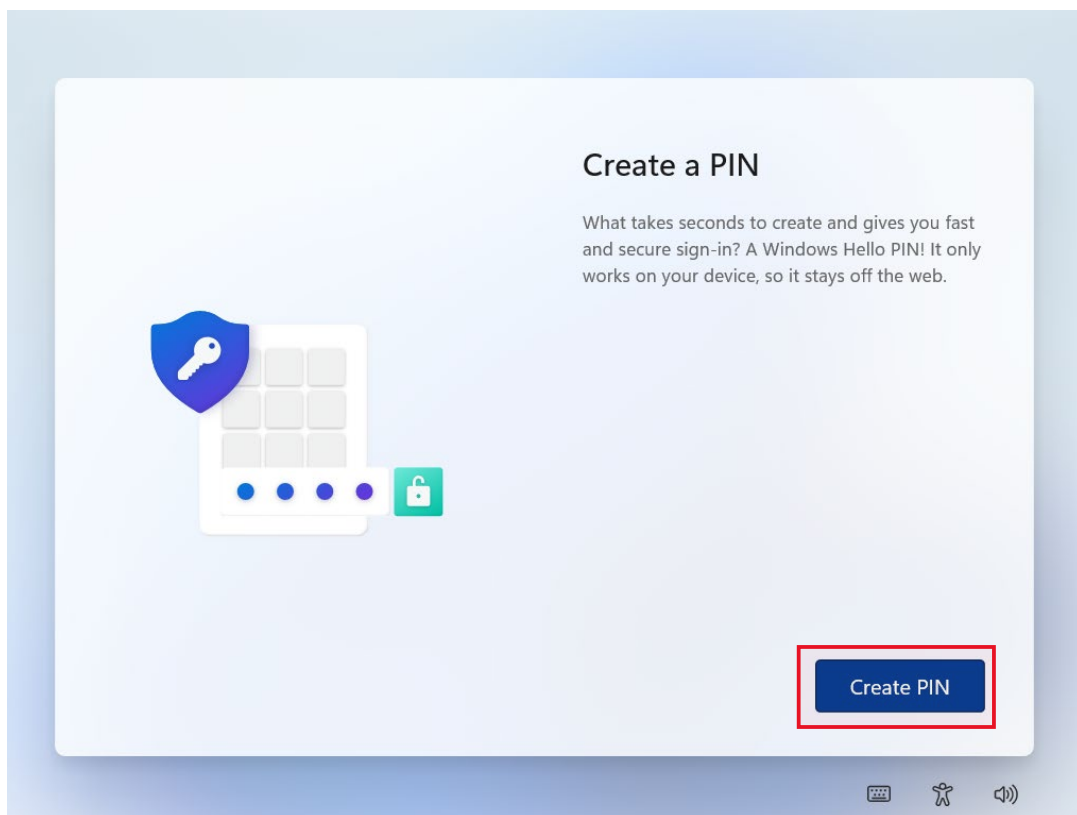 Create a PIN
What takes seconds to create and gives you fast
and secure sign-in? A Windows Hello PIN! It only
works on your device, so it stays off the web.
Create PIN